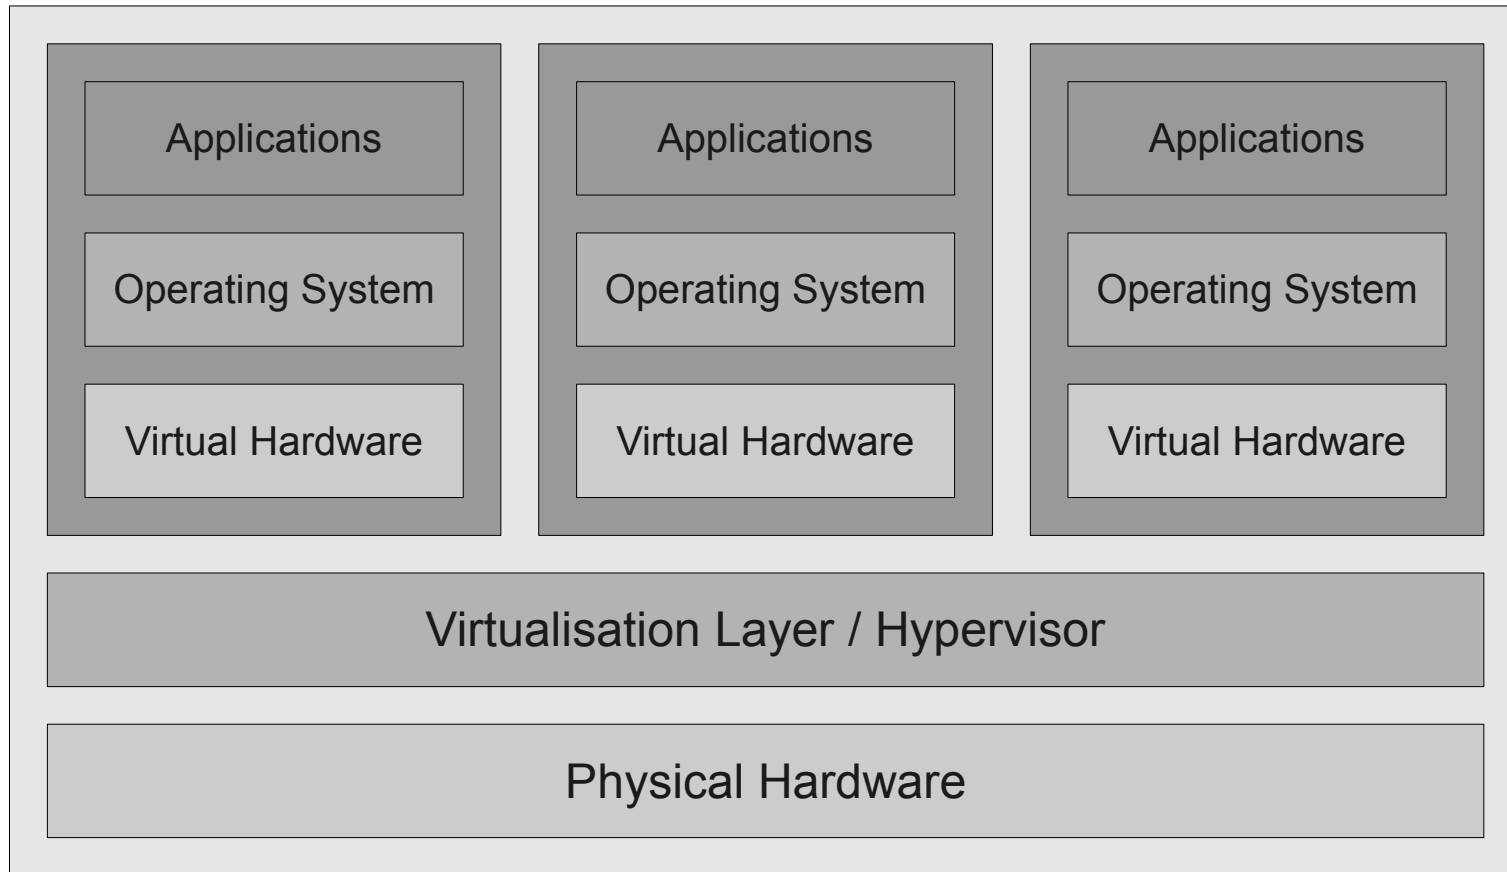 Applications
Applications
Applications
Operating System
Operating System
Operating System
Virtual Hardware
Virtual Hardware
Virtual Hardware
Virtualisation Layer / Hypervisor
Physical Hardware